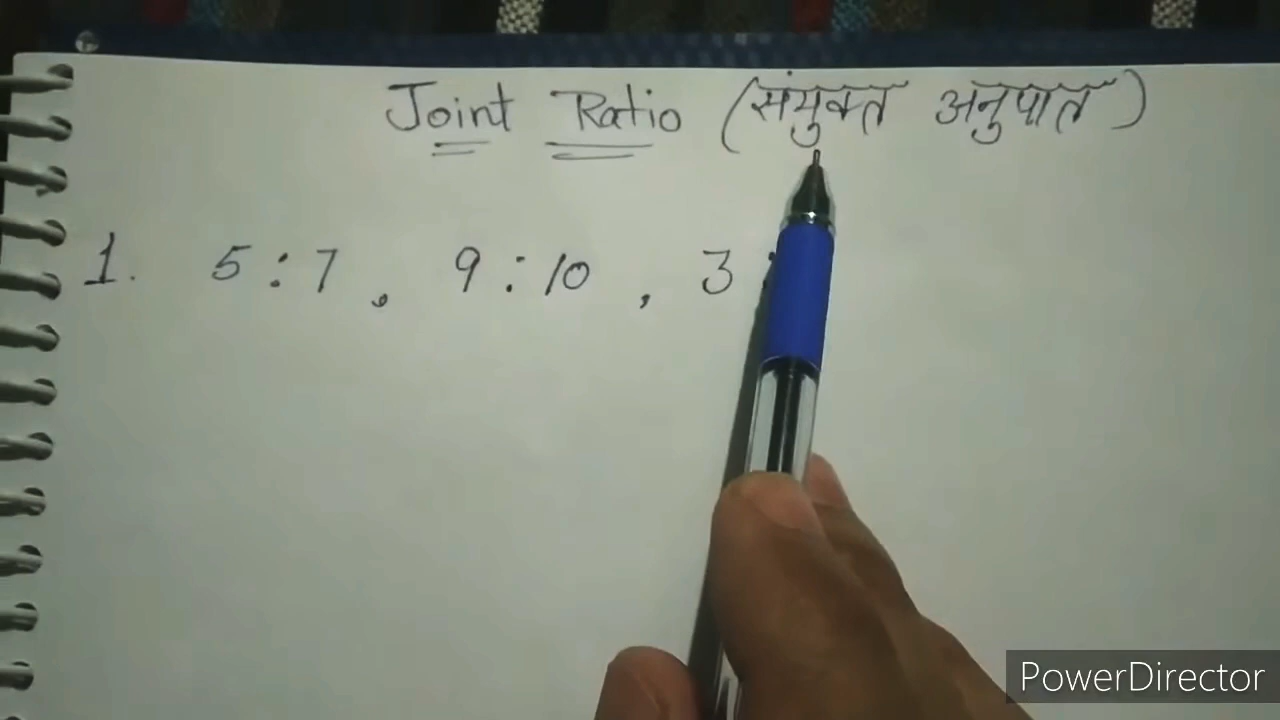 Joint Ratio (संयुक्त अनुपात)
1. 5:7, 9:10, 3:
PowerDirector